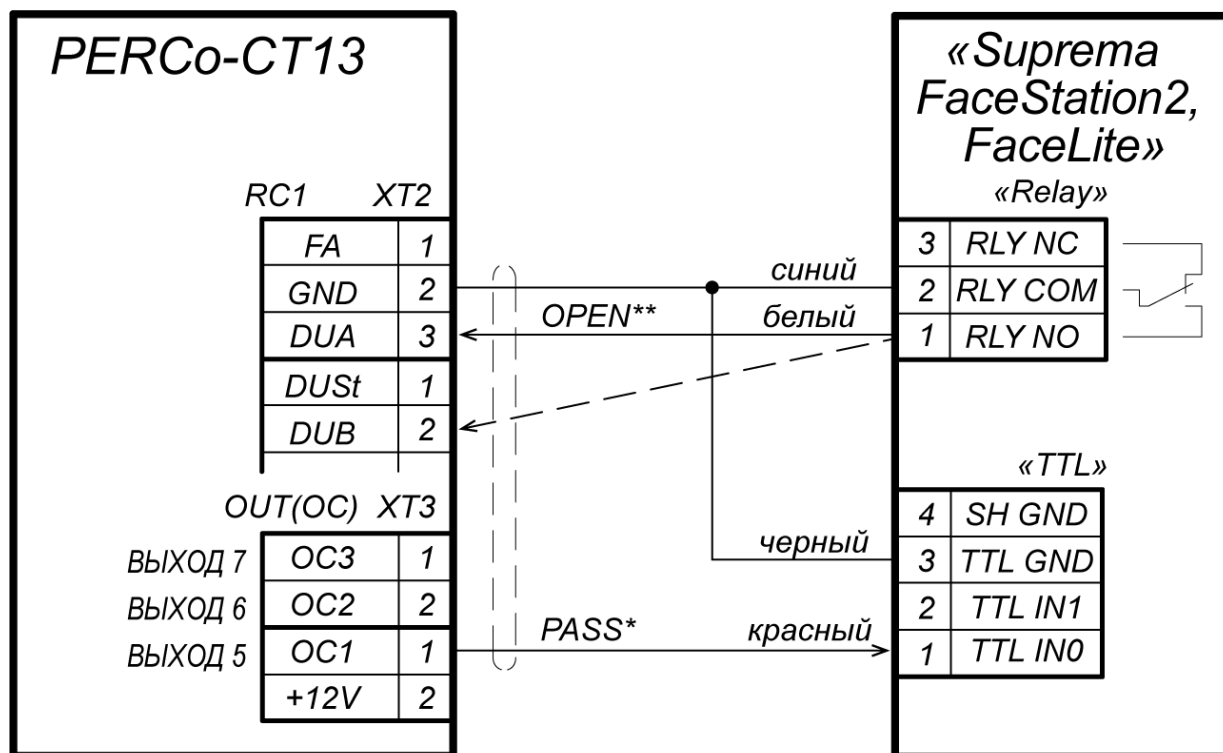 PERCo-CT13
RC1 XT2
FA 1
GND 2
DUA 3
DUSt 1
DUB 2
OUT(OC) XT3
ВЫХОД 7 OC3 1
ВЫХОД 6 OC2 2
ВЫХОД 5 OC1 1
+12V 2
OPEN**
PASS*
синий
белый
черный
красный
«Suprema
FaceStation2,
FaceLite»
«Relay»
3 RLY NC
2 RLY COM
1 RLY NO
«TTL»
4 SH GND
3 TTL GND
2 TTL IN1
1 TTL IN0